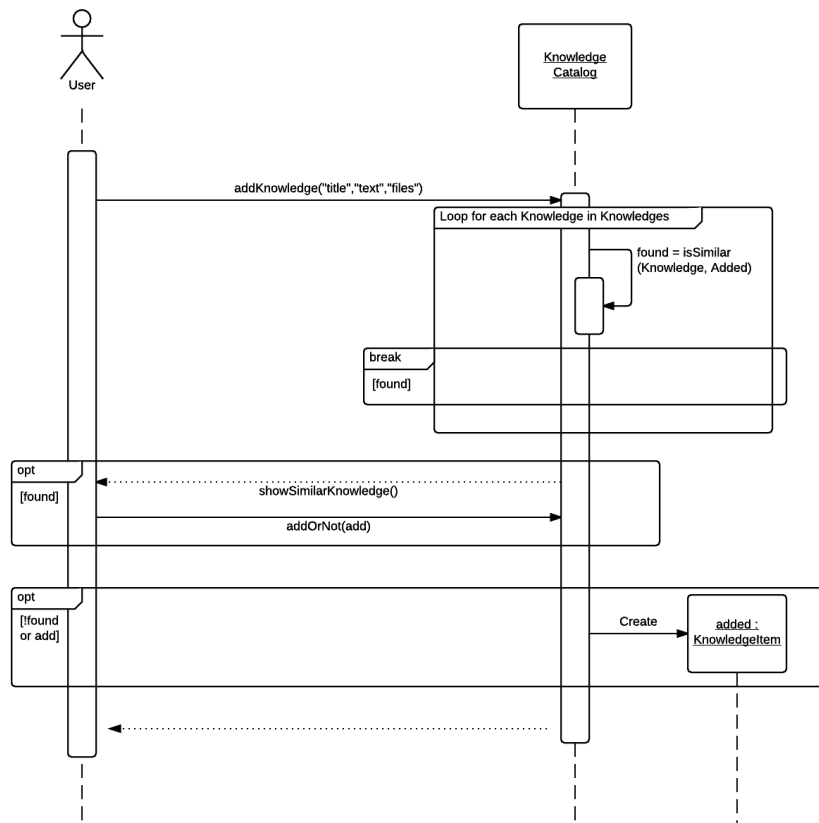 User
Knowledge
Catalog
addKnowledge("title","text","files")
Loop for each Knowledge in Knowledges
found = isSimilar
(Knowledge, Added)
break
[found]
opt
[found]
showSimilarKnowledge()
addOrNot(add)
opt
[!found
or add]
Create
added :
KnowledgeItem